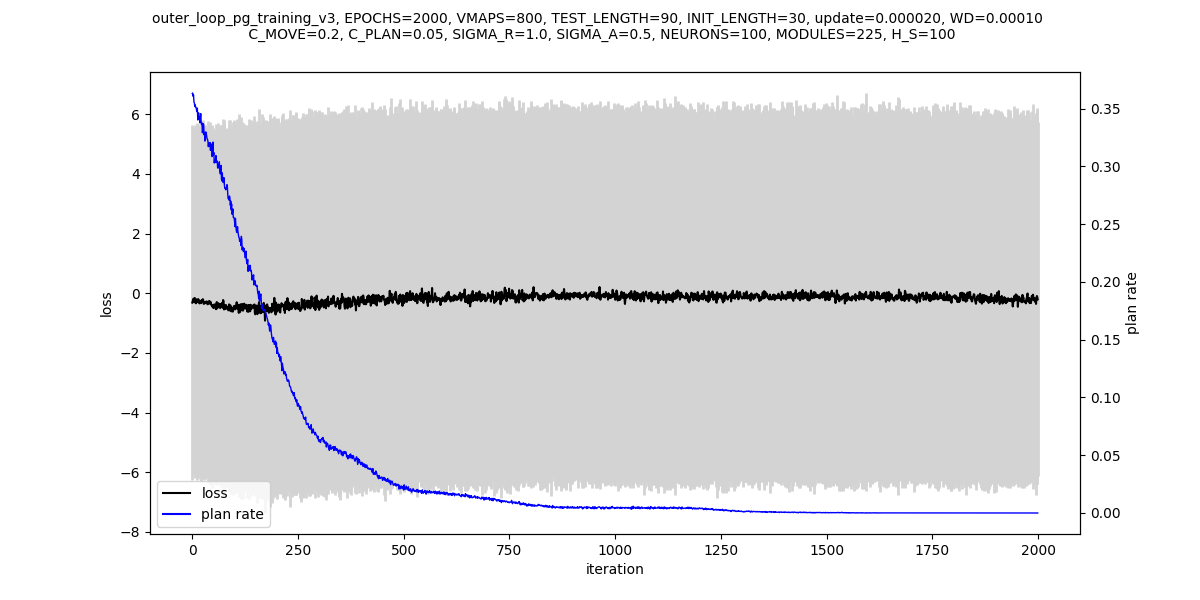 outer_loop_pg_training_v3, EPOCHS=2000, VMAPS=800, TEST_LENGTH=90, INIT_LENGTH=30, update=0.000020, WD=0.00010
C_MOVE=0.2, C_PLAN=0.05, SIGMA_R=1.0, SIGMA_A=0.5, NEURONS=100, MODULES=225, H_S=100
6
4
2
0
−2
−4
−6
−8
loss
0.35
0.30
0.25
0.20
0.15
0.10
0.05
0.00
plan rate
loss
plan rate
0 250 500 750 1000 1250 1500 1750 2000
iteration